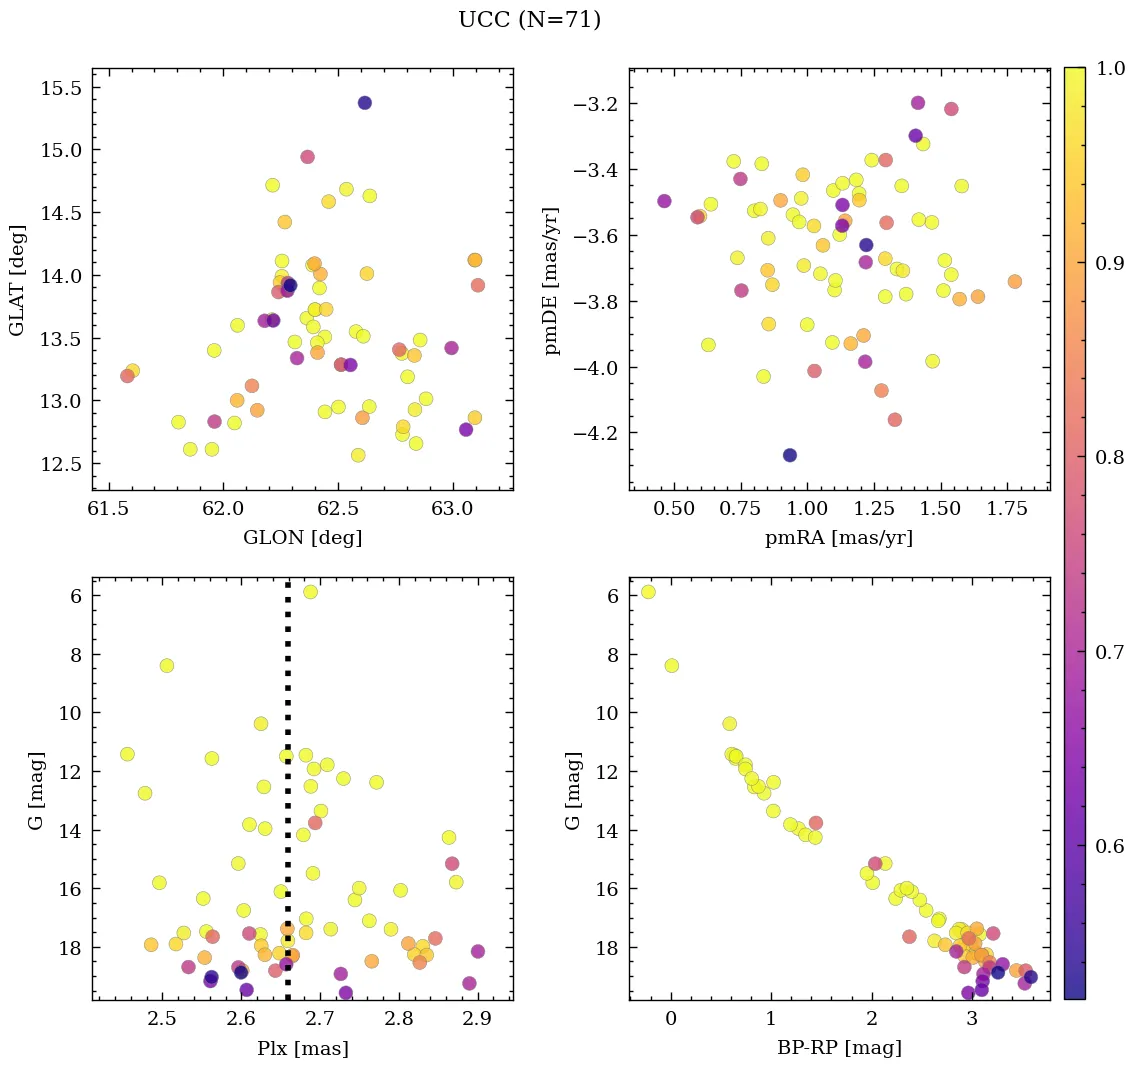 UCC (N=71)
15.5
15.0
14.5
14.0
13.5
13.0
12.5
61.5 62.0 62.5 63.0
GLAT [deg]
GLON [deg]
−3.2
−3.4
−3.6
−3.8
−4.0
−4.2
0.50 0.75 1.00 1.25 1.50 1.75
pmDE [mas/yr]
pmRA [mas/yr]
1.0
0.9
0.8
0.7
0.6
6
8
10
12
14
16
18
2.5 2.6 2.7 2.8 2.9
G [mag]
Plx [mas]
6
8
10
12
14
16
18
0 1 2 3
G [mag]
BP-RP [mag]